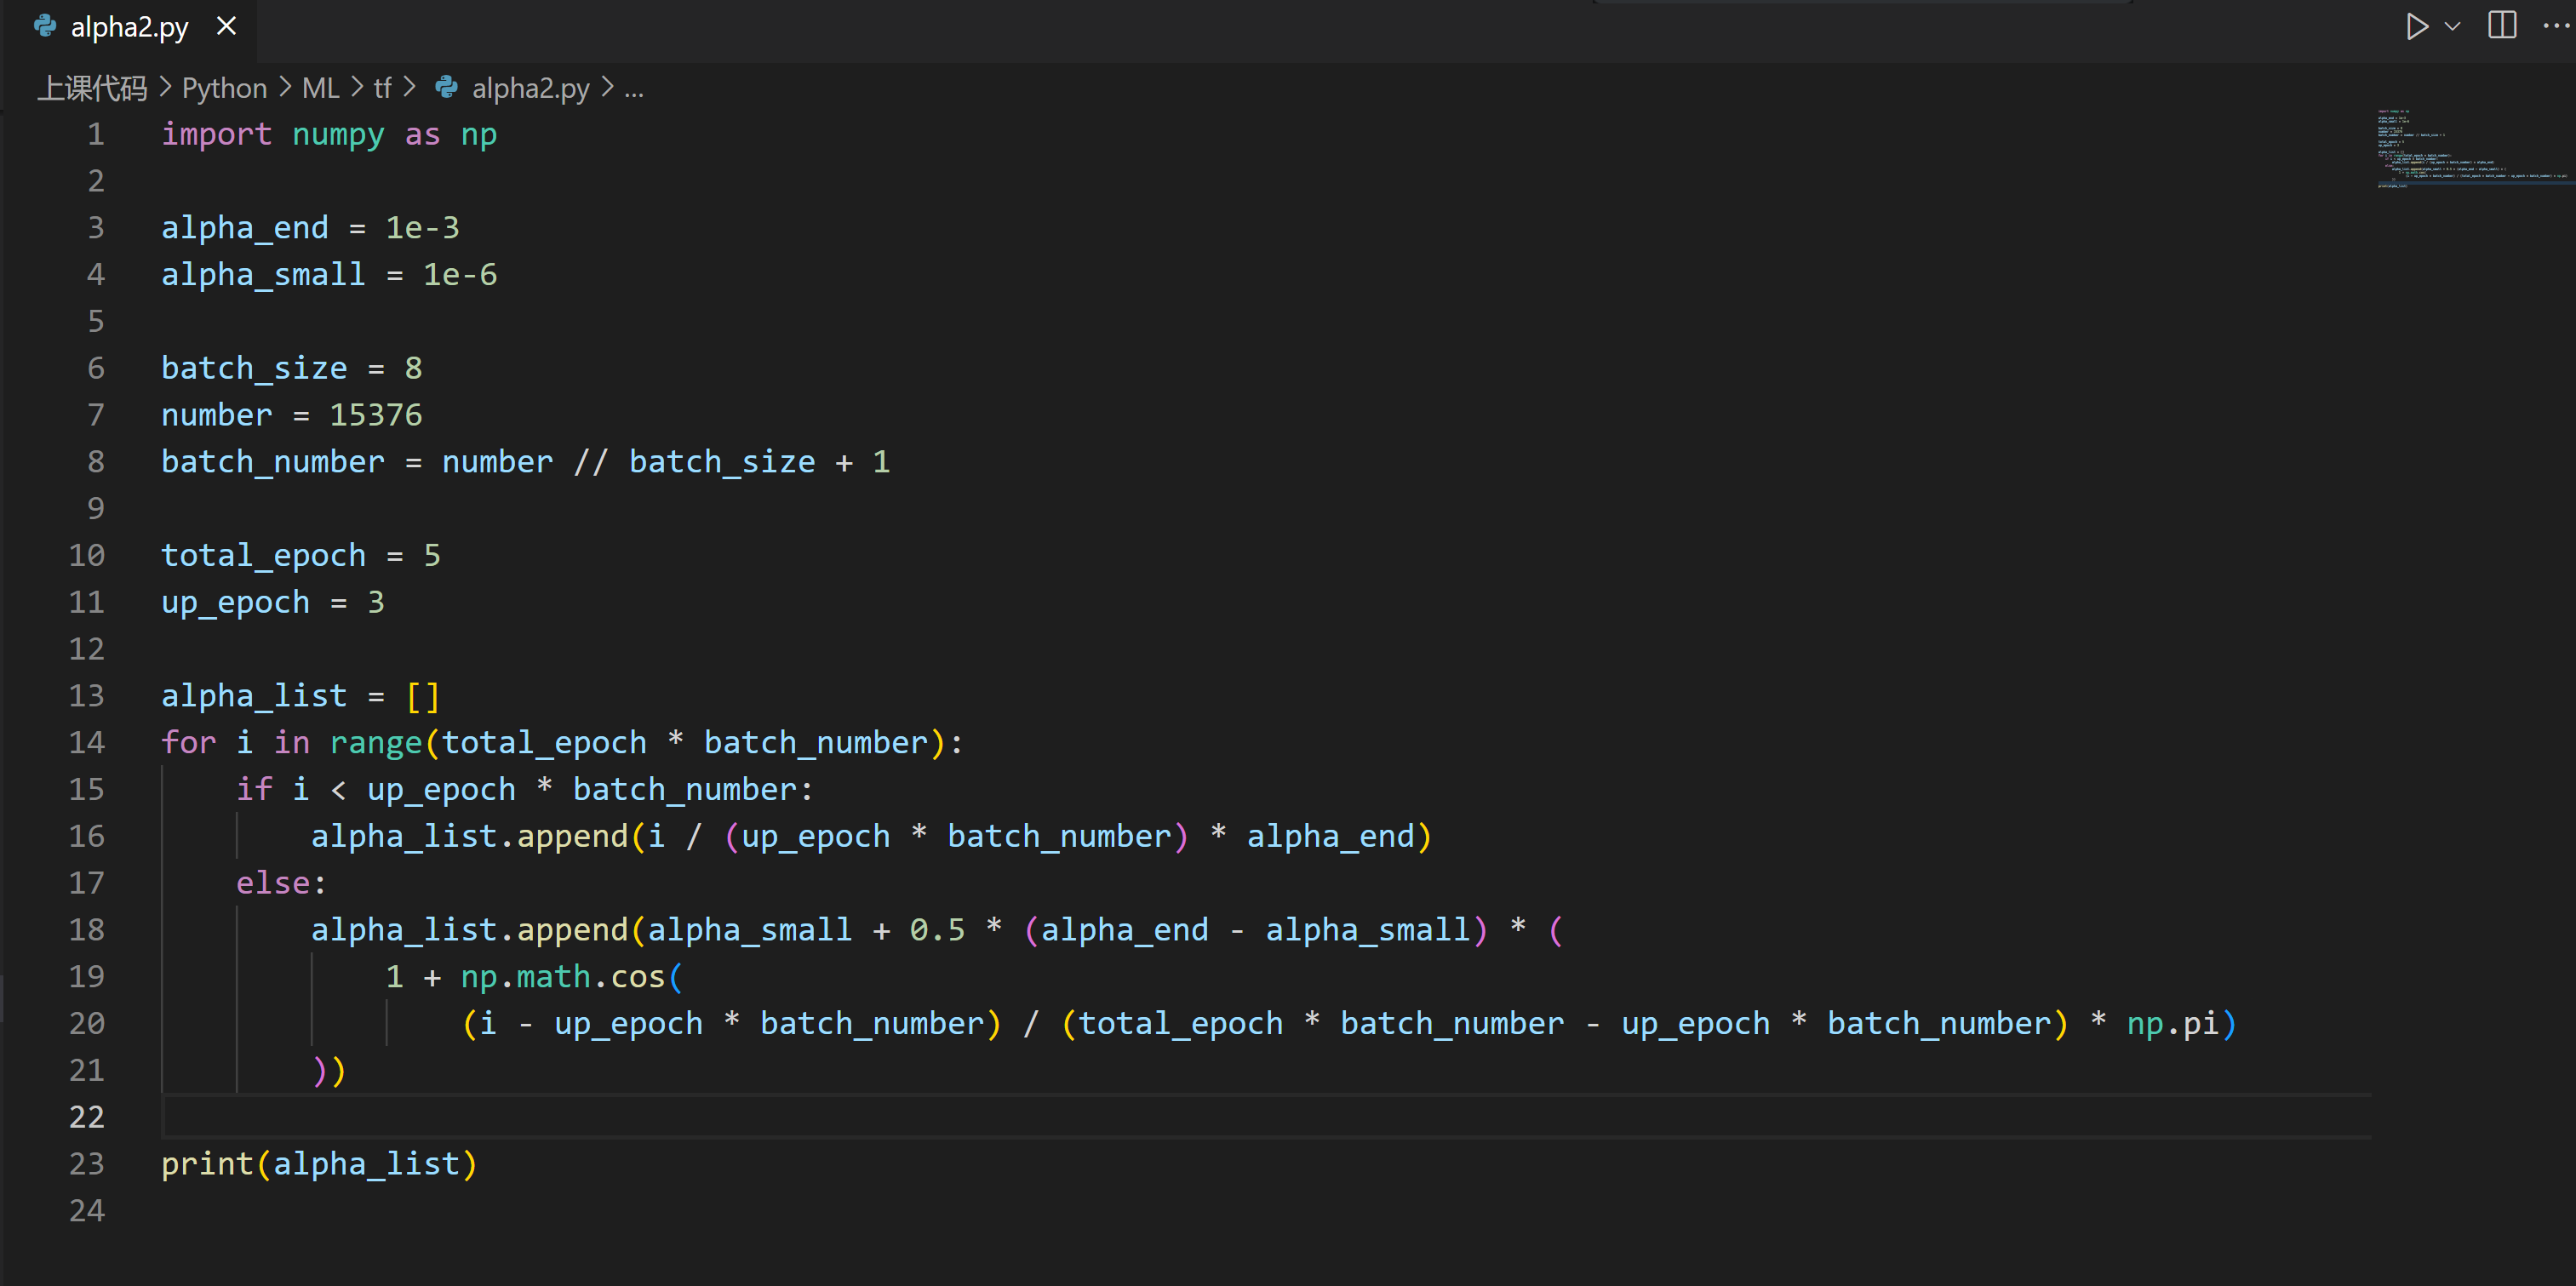 alpha2.py
上课代码 > Python > ML > tf > alpha2.py > ...
1 import numpy as np
2
3 alpha_end = 1e-3
4 alpha_small = 1e-6
5
6 batch_size = 8
7 number = 15376
8 batch_number = number // batch_size + 1
9
10 total_epoch = 5
11 up_epoch = 3
12
13 alpha_list = []
14 for i in range(total_epoch * batch_number):
15     if i < up_epoch * batch_number:
16         alpha_list.append(i / (up_epoch * batch_number) * alpha_end)
17     else:
18         alpha_list.append(alpha_small + 0.5 * (alpha_end - alpha_small) * (
19             1 + np.math.cos(
20                 (i - up_epoch * batch_number) / (total_epoch * batch_number - up_epoch * batch_number) * np.pi)
21         ))
22
23 print(alpha_list)
24